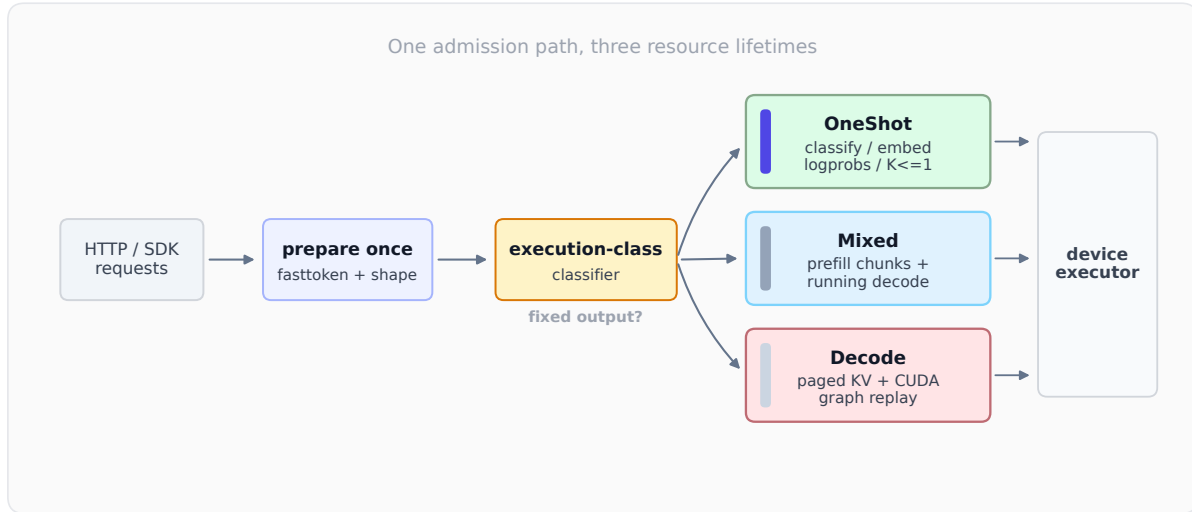 One admission path, three resource lifetimes
HTTP / SDK
requests
prepare once
fasttoken + shape
execution-class
classifier
fixed output?
OneShot
classify / embed
logprobs / K<=1
Mixed
prefill chunks +
running decode
Decode
paged KV + CUDA
graph replay
device
executor